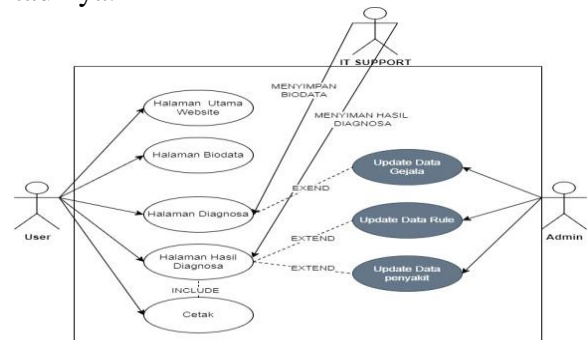 IT SUPPORT
MENYIMPAN
BIODATA
MENYIMAN HASIL
DIAGNOSA
Halaman Utama
Website
Halaman Biodata
Halaman Diagnosa
Halaman Hasil
Diagnosa
INCLUDE
Cetak
User
EXEND
EXTEND
EXTEND
Update Data
Gejala
Update Data Rule
Update Data
penyakit
Admin